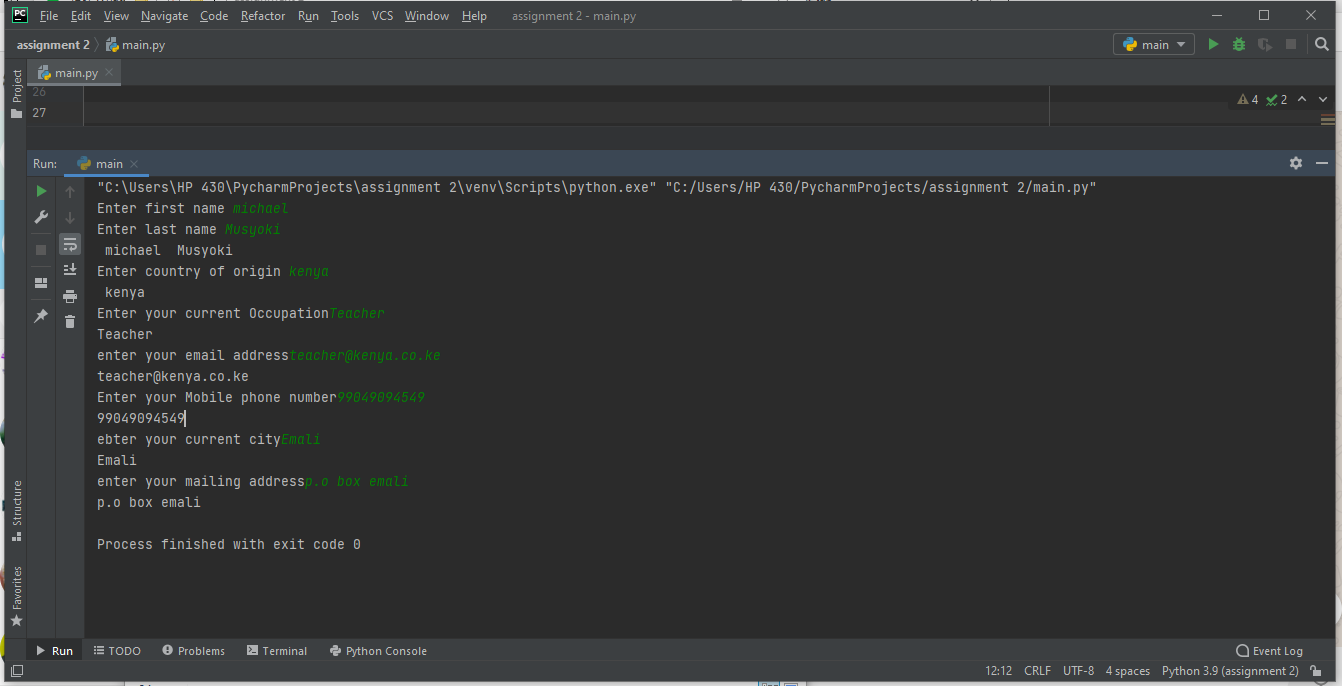 PC File Edit View Navigate Code Refactor Run Tools VCS Window Help assignment 2 - main.py
assignment 2 main.py main
Project
main.py
26
27
4 2
Run: main
"C:\Users\HP 430\PycharmProjects\assignment 2\venv\Scripts\python.exe" "C:/Users/HP 430/PycharmProjects/assignment 2/main.py"
Enter first name michael
Enter last name Musyoki
michael Musyoki
Enter country of origin kenya
kenya
Enter your current OccupationTeacher
Teacher
enter your email addressteacher@kenya.co.ke
teacher@kenya.co.ke
Enter your Mobile phone number99049094549
99049094549
ebter your current cityEmali
Emali
enter your mailing addressp.o box emali
p.o box emali
Process finished with exit code 0
Structure
Favorites
Run TODO Problems Terminal Python Console Event Log
12:12 CRLF UTF-8 4 spaces Python 3.9 (assignment 2)